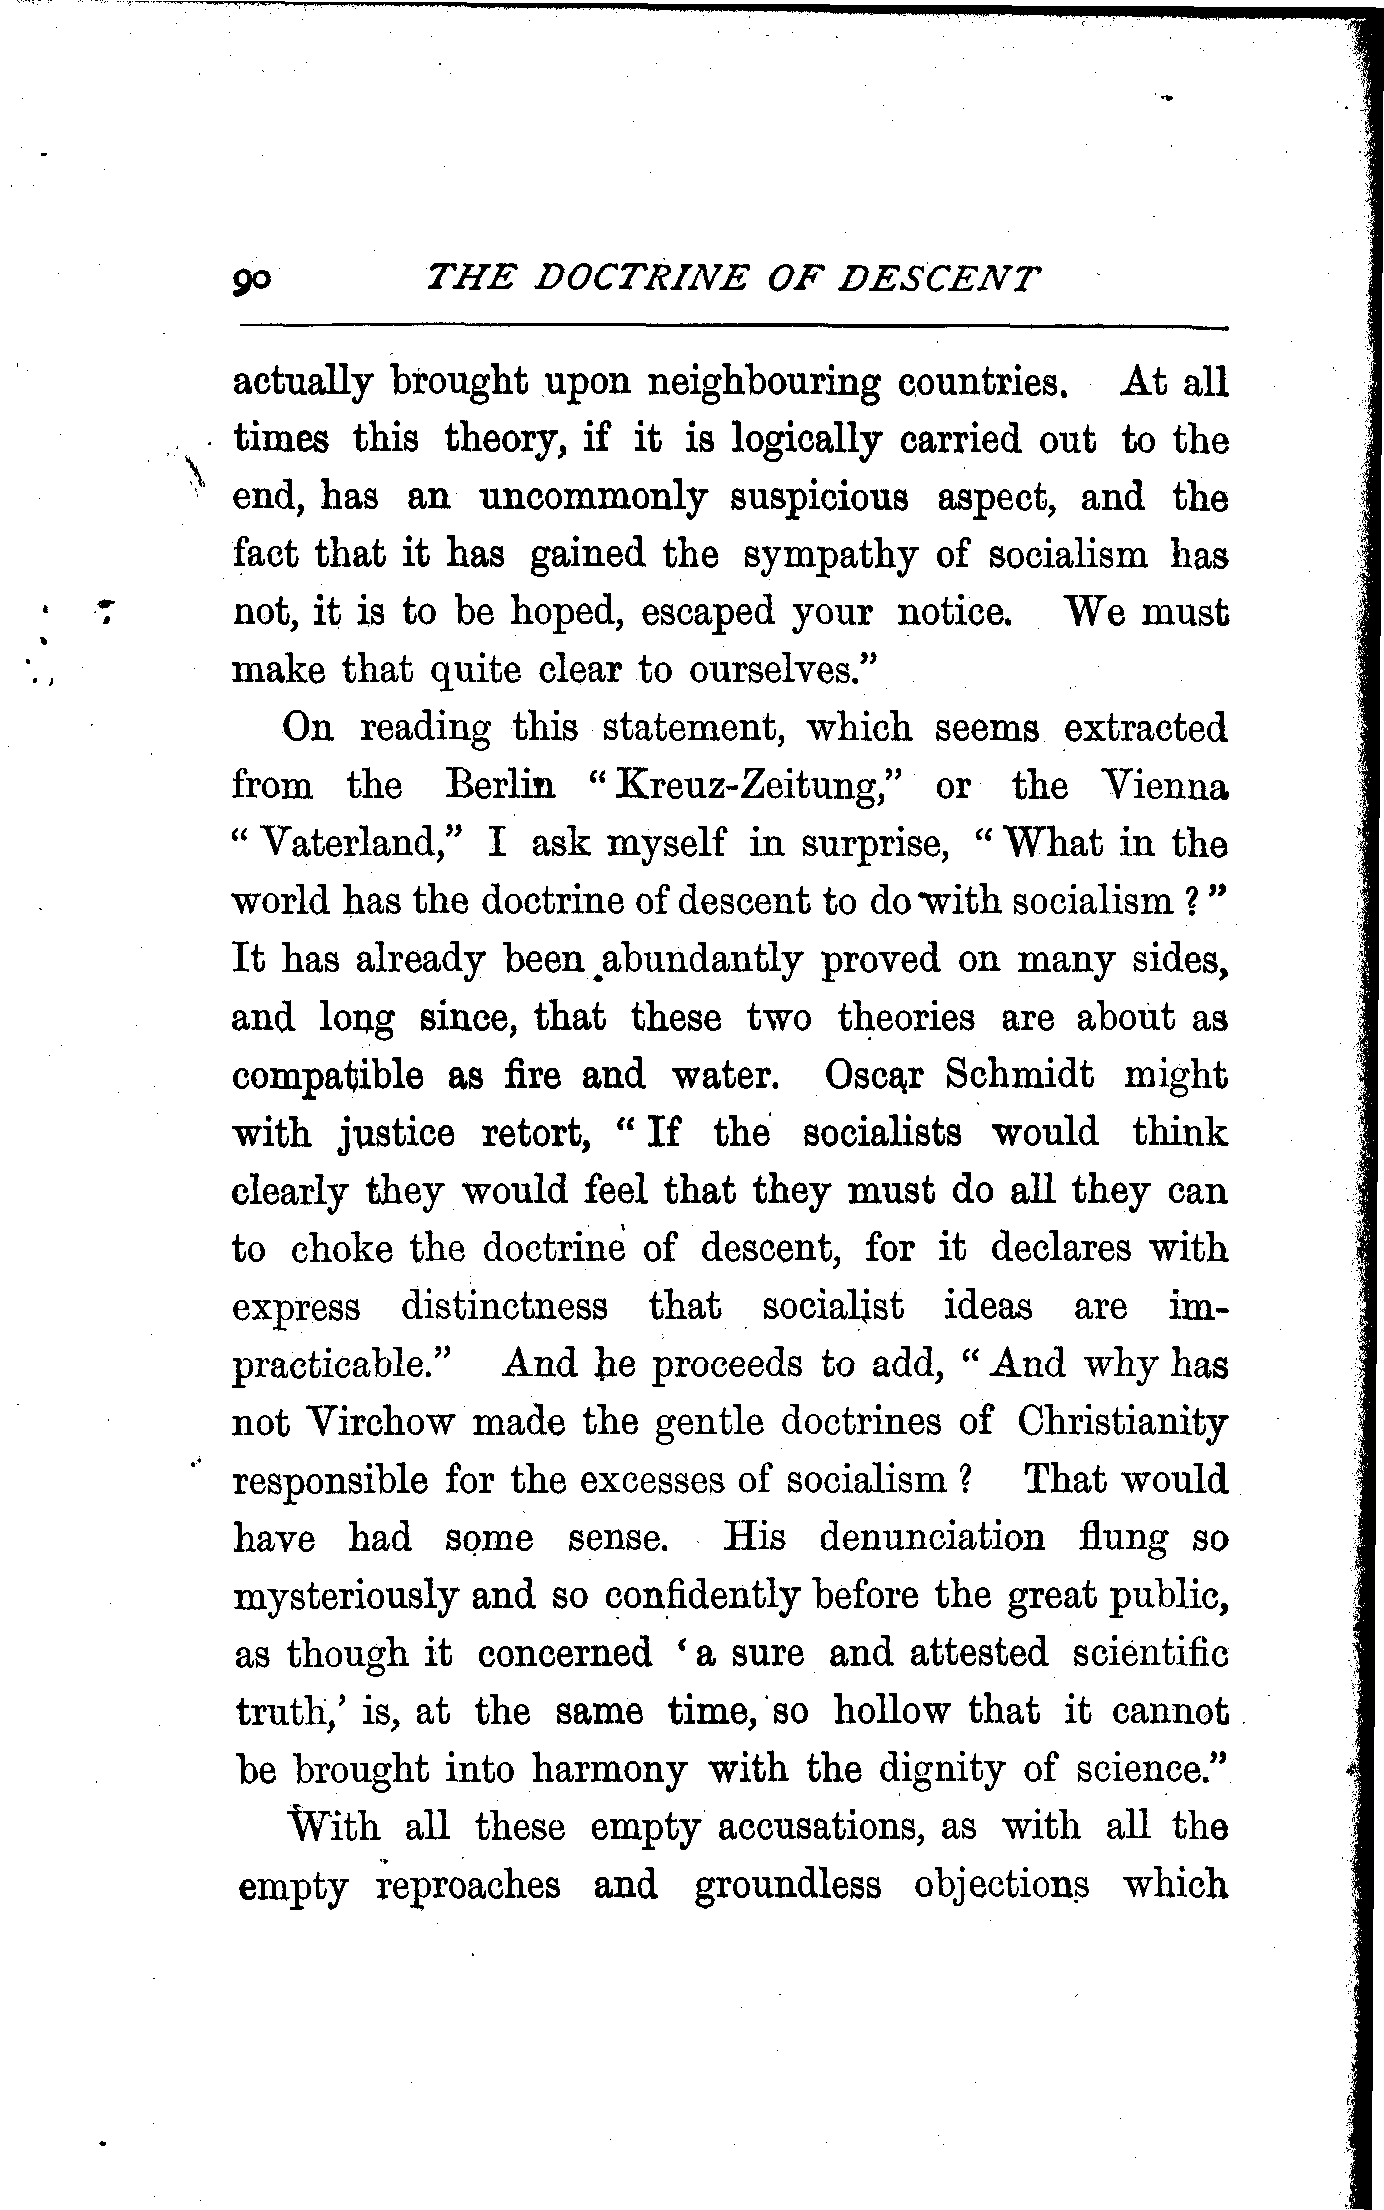 90 THE DOCTRINE OF DESCENT
actually brought upon neighbouring countries. At all
times this theory, if it is logically carried out to the
end, has an uncommonly suspicious aspect, and the
fact that it has gained the sympathy of socialism has
not, it is to be hoped, escaped your notice. We must
make that quite clear to ourselves."
On reading this statement, which seems extracted
from the Berlin "Kreuz-Zeitung," or the Vienna
"Vaterland," I ask myself in surprise, "What in the
world has the doctrine of descent to do with socialism?"
It has already been abundantly proved on many sides,
and long since, that these two theories are about as
compatible as fire and water. Oscar Schmidt might
with justice retort, "If the socialists would think
clearly they would feel that they must do all they can
to choke the doctrine of descent, for it declares with
express distinctness that socialist ideas are im-
practicable." And he proceeds to add, "And why has
not Virchow made the gentle doctrines of Christianity
responsible for the excesses of socialism? That would
have had some sense. His denunciation flung so
mysteriously and so confidently before the great public,
as though it concerned 'a sure and attested scientific
truth,' is, at the same time, so hollow that it cannot
be brought into harmony with the dignity of science."
With all these empty accusations, as with all the
empty reproaches and groundless objections which